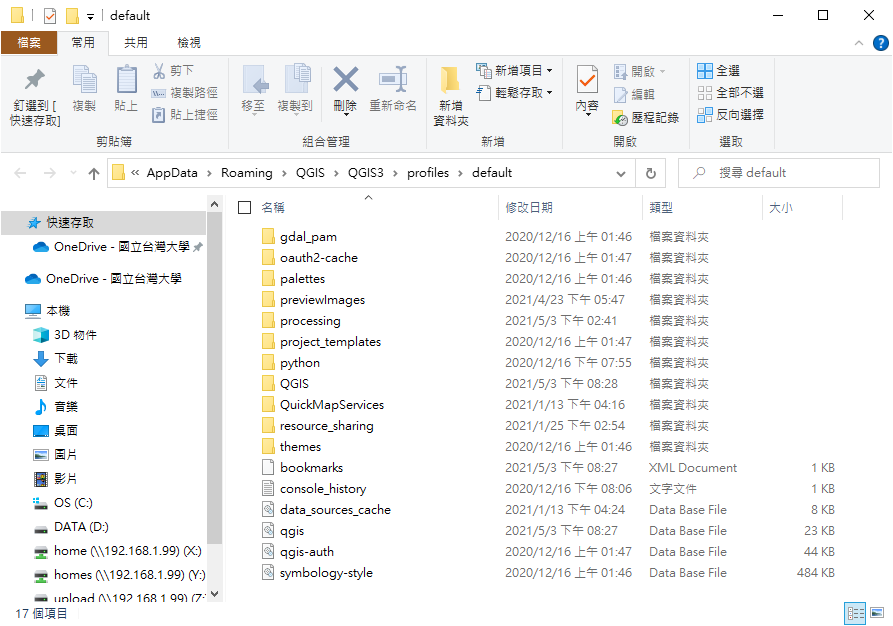 default
檔案 常用 共用 檢視
釘選到 [
快速存取]
複製
貼上
剪下
複製路徑
貼上捷徑
剪貼簿
移至
複製到
刪除
重新命名
組合管理
新增
資料夾
新增項目
輕鬆存取
新增
內容
開啟
編輯
歷程記錄
開啟
全選
全部不選
反向選擇
選取
« AppData › Roaming › QGIS › QGIS3 › profiles › default
搜尋 default
快速存取
OneDrive - 國立台灣大學
OneDrive - 國立台灣大學
本機
3D 物件
下載
文件
音樂
桌面
圖片
影片
OS (C:)
DATA (D:)
home (\\192.168.1.99) (X:)
homes (\\192.168.1.99) (Y:)
upload (\\192.168.1.99) (Z:
名稱 修改日期 類型 大小
gdal_pam 2020/12/16 上午 01:46 檔案資料夾
oauth2-cache 2020/12/16 上午 01:47 檔案資料夾
palettes 2020/12/16 上午 01:46 檔案資料夾
previewImages 2021/4/23 下午 05:47 檔案資料夾
processing 2021/5/3 下午 02:41 檔案資料夾
project_templates 2020/12/16 上午 01:47 檔案資料夾
python 2020/12/16 下午 07:55 檔案資料夾
QGIS 2021/5/3 下午 08:28 檔案資料夾
QuickMapServices 2021/1/13 下午 04:16 檔案資料夾
resource_sharing 2021/1/25 下午 02:54 檔案資料夾
themes 2020/12/16 上午 01:46 檔案資料夾
bookmarks 2021/5/3 下午 08:27 XML Document 1 KB
console_history 2020/12/16 下午 08:06 文字文件 1 KB
data_sources_cache 2021/1/13 下午 04:24 Data Base File 8 KB
qgis 2021/5/3 下午 08:27 Data Base File 23 KB
qgis-auth 2020/12/16 上午 01:47 Data Base File 44 KB
symbology-style 2020/12/16 上午 01:46 Data Base File 484 KB
17 個項目